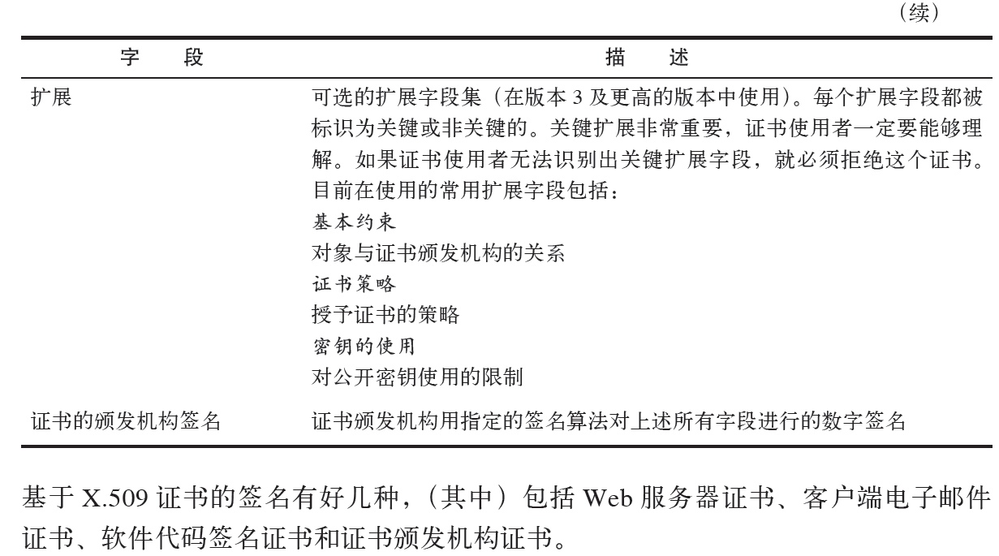 （续）
字 段 描 述
扩展 可选的扩展字段集（在版本 3 及更高的版本中使用）。每个扩展字段都被
标识为关键或非关键的。关键扩展非常重要，证书使用者一定要能够理
解。如果证书使用者无法识别出关键扩展字段，就必须拒绝这个证书。
目前在使用的常用扩展字段包括：
基本约束
对象与证书颁发机构的关系
证书策略
授予证书的策略
密钥的使用
对公开密钥使用的限制
证书的颁发机构签名 证书颁发机构用指定的签名算法对上述所有字段进行的数字签名
基于 X.509 证书的签名有好几种，（其中）包括 Web 服务器证书、客户端电子邮件
证书、软件代码签名证书和证书颁发机构证书。